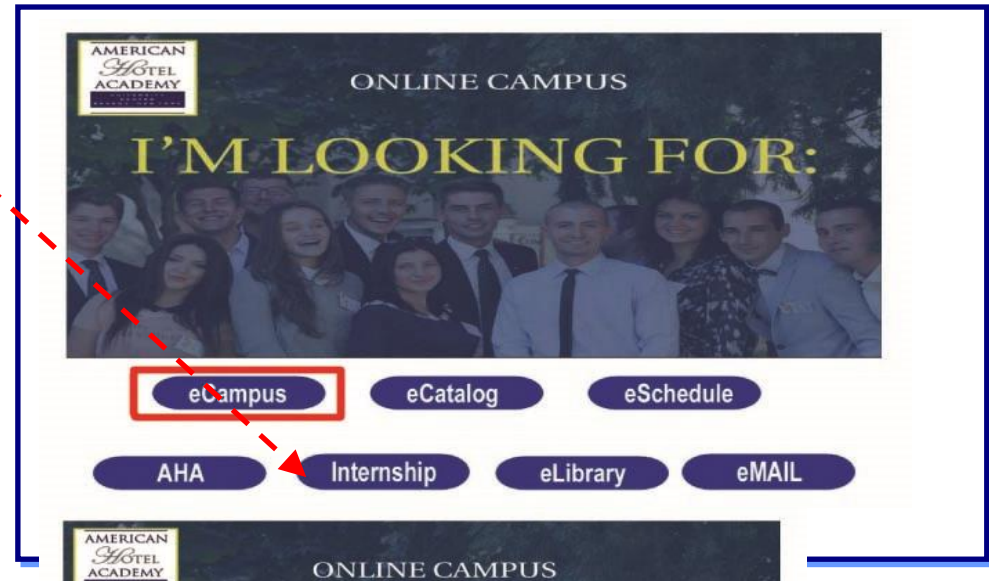 AMERICAN
HOTEL
ACADEMY
ONLINE CAMPUS
I'M LOOKING FOR:
eCampus
eCatalog
eSchedule
AHA
Internship
eLibrary
eMAIL
AMERICAN
HOTEL
ACADEMY
ONLINE CAMPUS